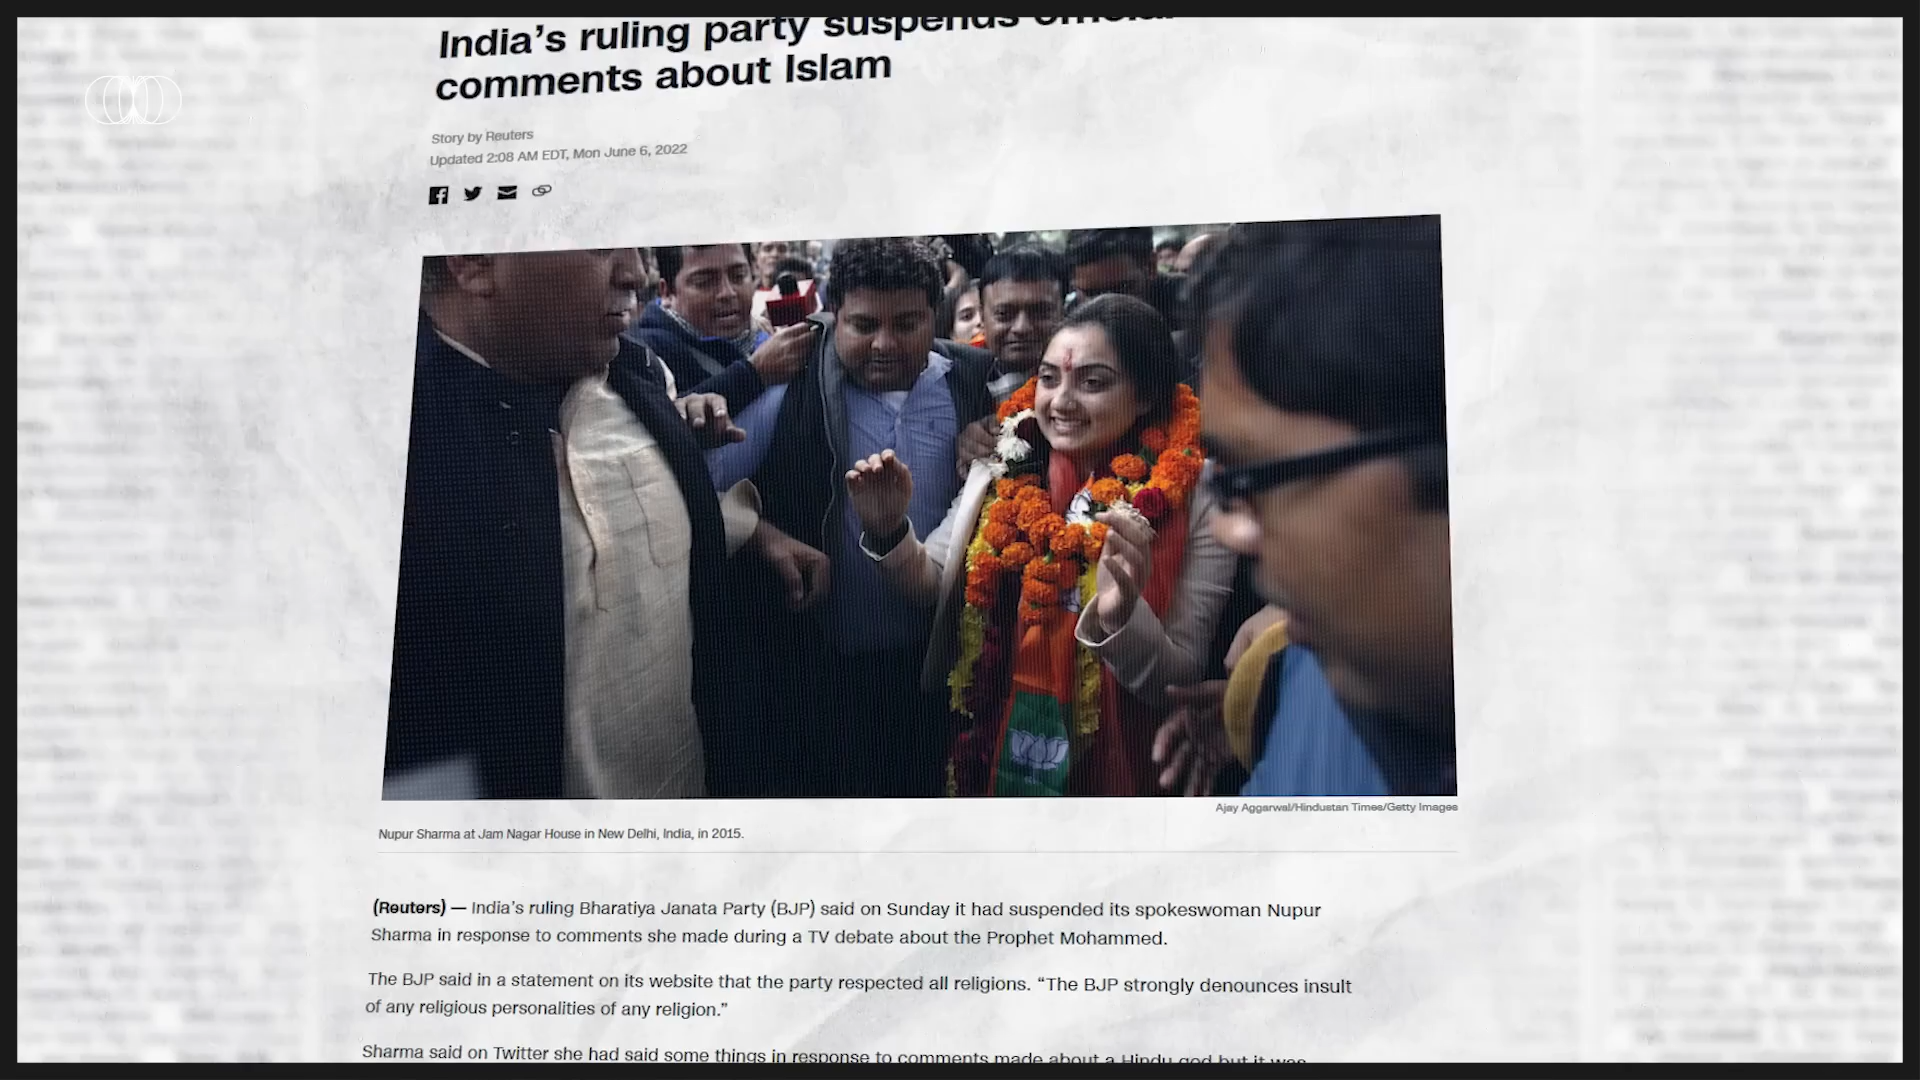 India’s ruling party suspends official
comments about Islam
Story by Reuters
Updated 2:08 AM EDT, Mon June 6, 2022
Ajay Aggarwal/Hindustan Times/Getty Images
Nupur Sharma at Jam Nagar House in New Delhi, India, in 2015.
(Reuters) — India’s ruling Bharatiya Janata Party (BJP) said on Sunday it had suspended its spokeswoman Nupur
Sharma in response to comments she made during a TV debate about the Prophet Mohammed.
The BJP said in a statement on its website that the party respected all religions. “The BJP strongly denounces insult
of any religious personalities of any religion.”
Sharma said on Twitter she had said some things in response to comments made about a Hindu god but it was